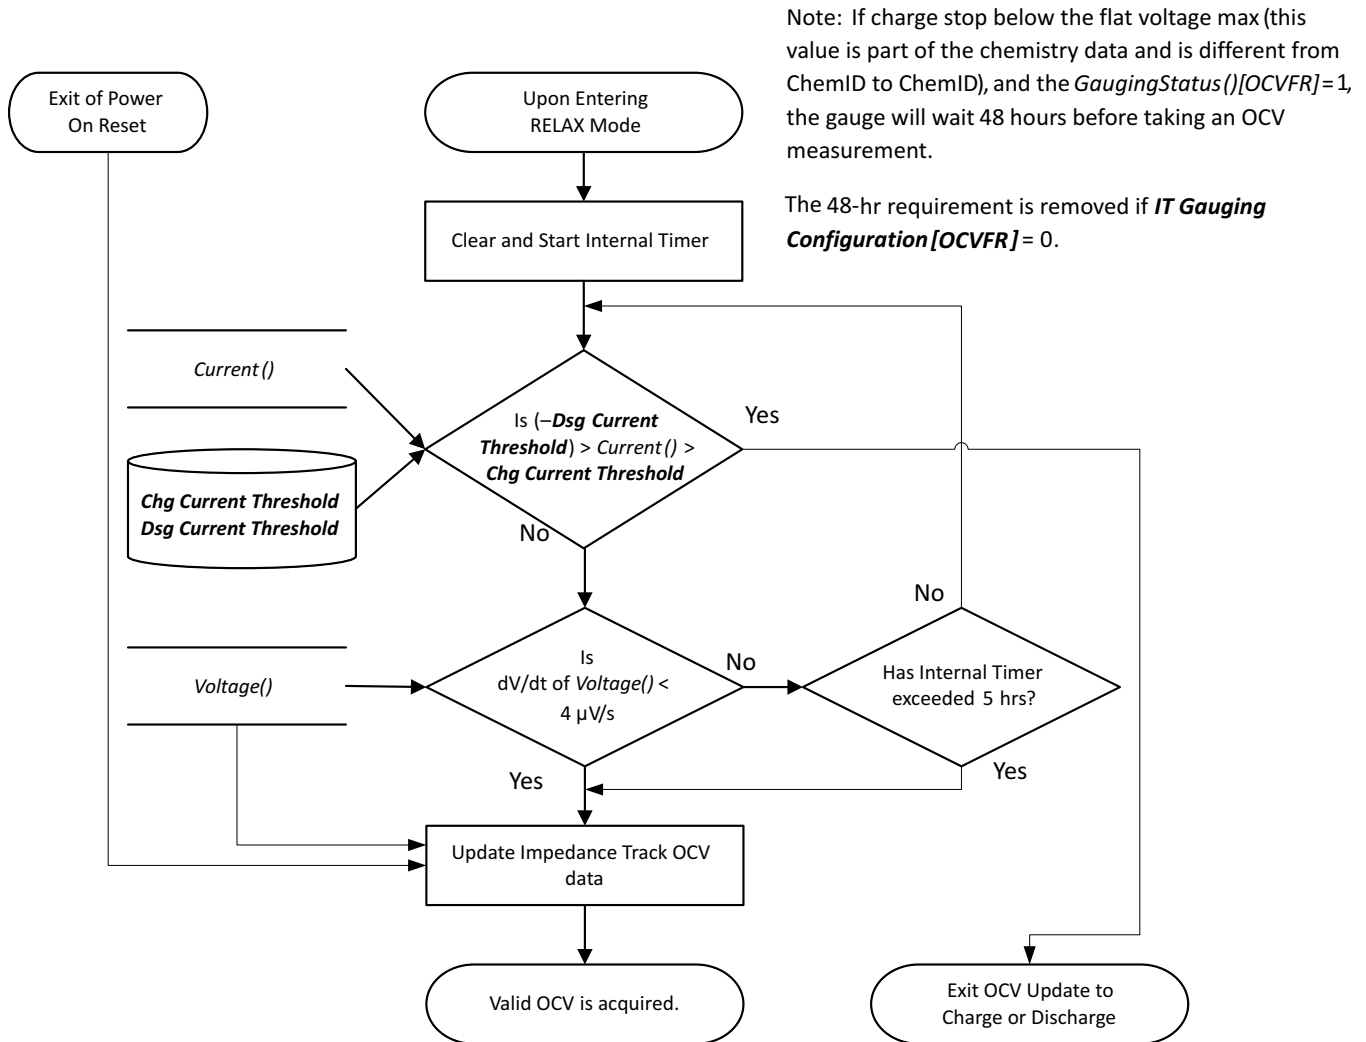 Note: If charge stop below the flat voltage max (this
value is part of the chemistry data and is different from
ChemID to ChemID), and the GaugingStatus()[OCVFR]=1,
the gauge will wait 48 hours before taking an OCV
measurement.
The 48-hr requirement is removed if IT Gauging
Configuration[OCVFR] = 0.
Exit of Power
On Reset
Upon Entering
RELAX Mode
Clear and Start Internal Timer
Current ()
Chg Current Threshold
Dsg Current Threshold
Is (–Dsg Current
Threshold) > Current() >
Chg Current Threshold
Yes
No
Voltage()
Is
dV/dt of Voltage() <
4 µV/s
No
Yes
Has Internal Timer
exceeded 5 hrs?
No
Yes
Update Impedance Track OCV
data
Valid OCV is acquired.
Exit OCV Update to
Charge or Discharge